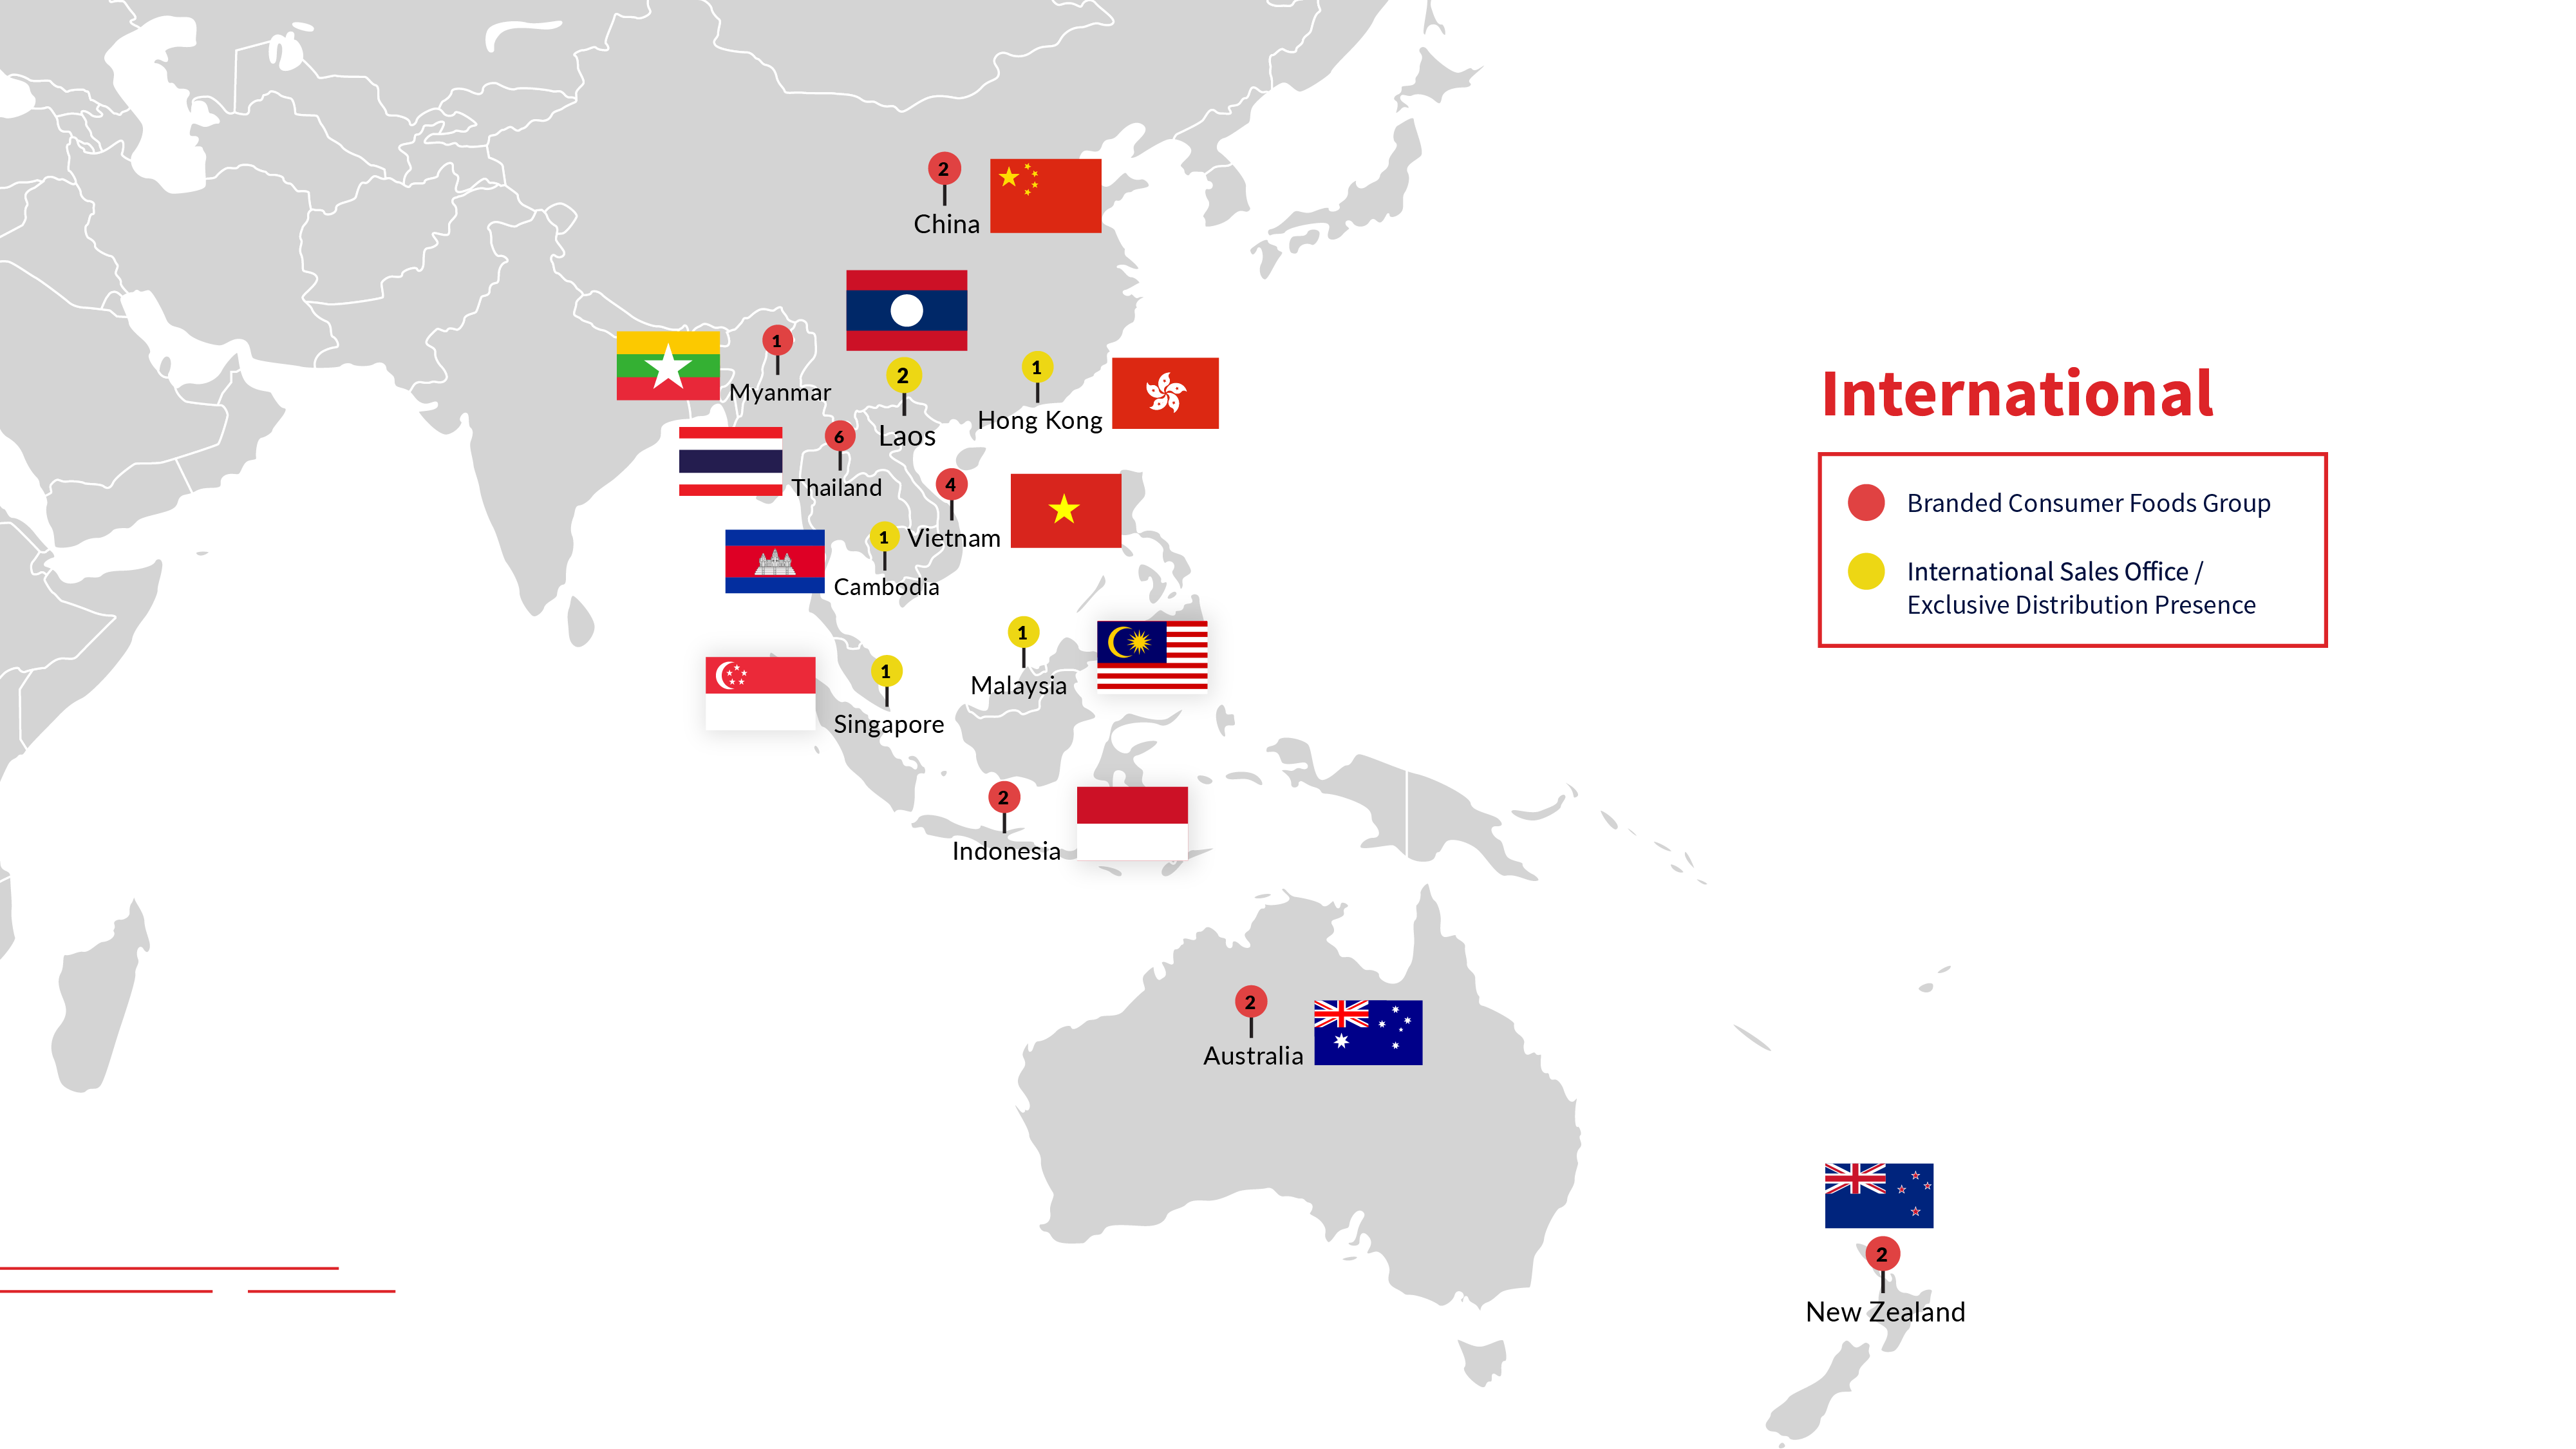 2
China
2
Laos
1
Myanmar
1
Hong Kong
6
Thailand
4
Vietnam
1
Cambodia
1
Malaysia
1
Singapore
2
Indonesia
2
Australia
2
New Zealand
International
Branded Consumer Foods Group
International Sales Office /
Exclusive Distribution Presence